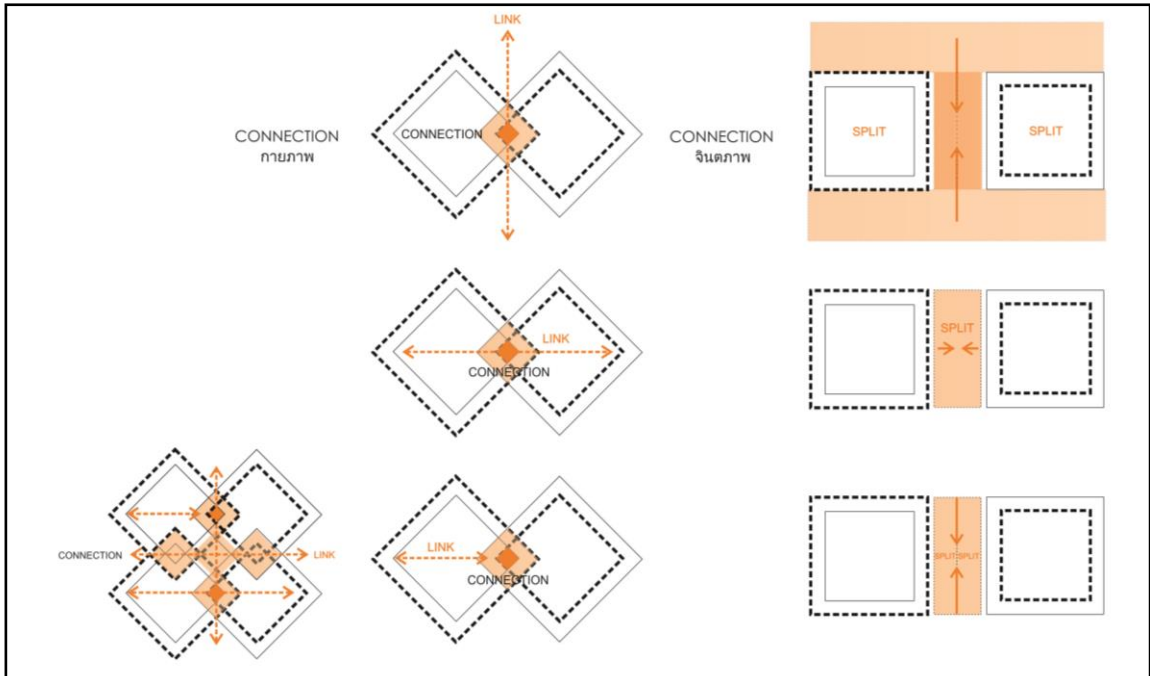 LINK
CONNECTION
กายภาพ
CONNECTION
CONNECTION
จินตภาพ
SPLIT
SPLIT
LINK
CONNECTION
SPLIT
CONNECTION
LINK
LINK
CONNECTION
SPLIT SPLIT